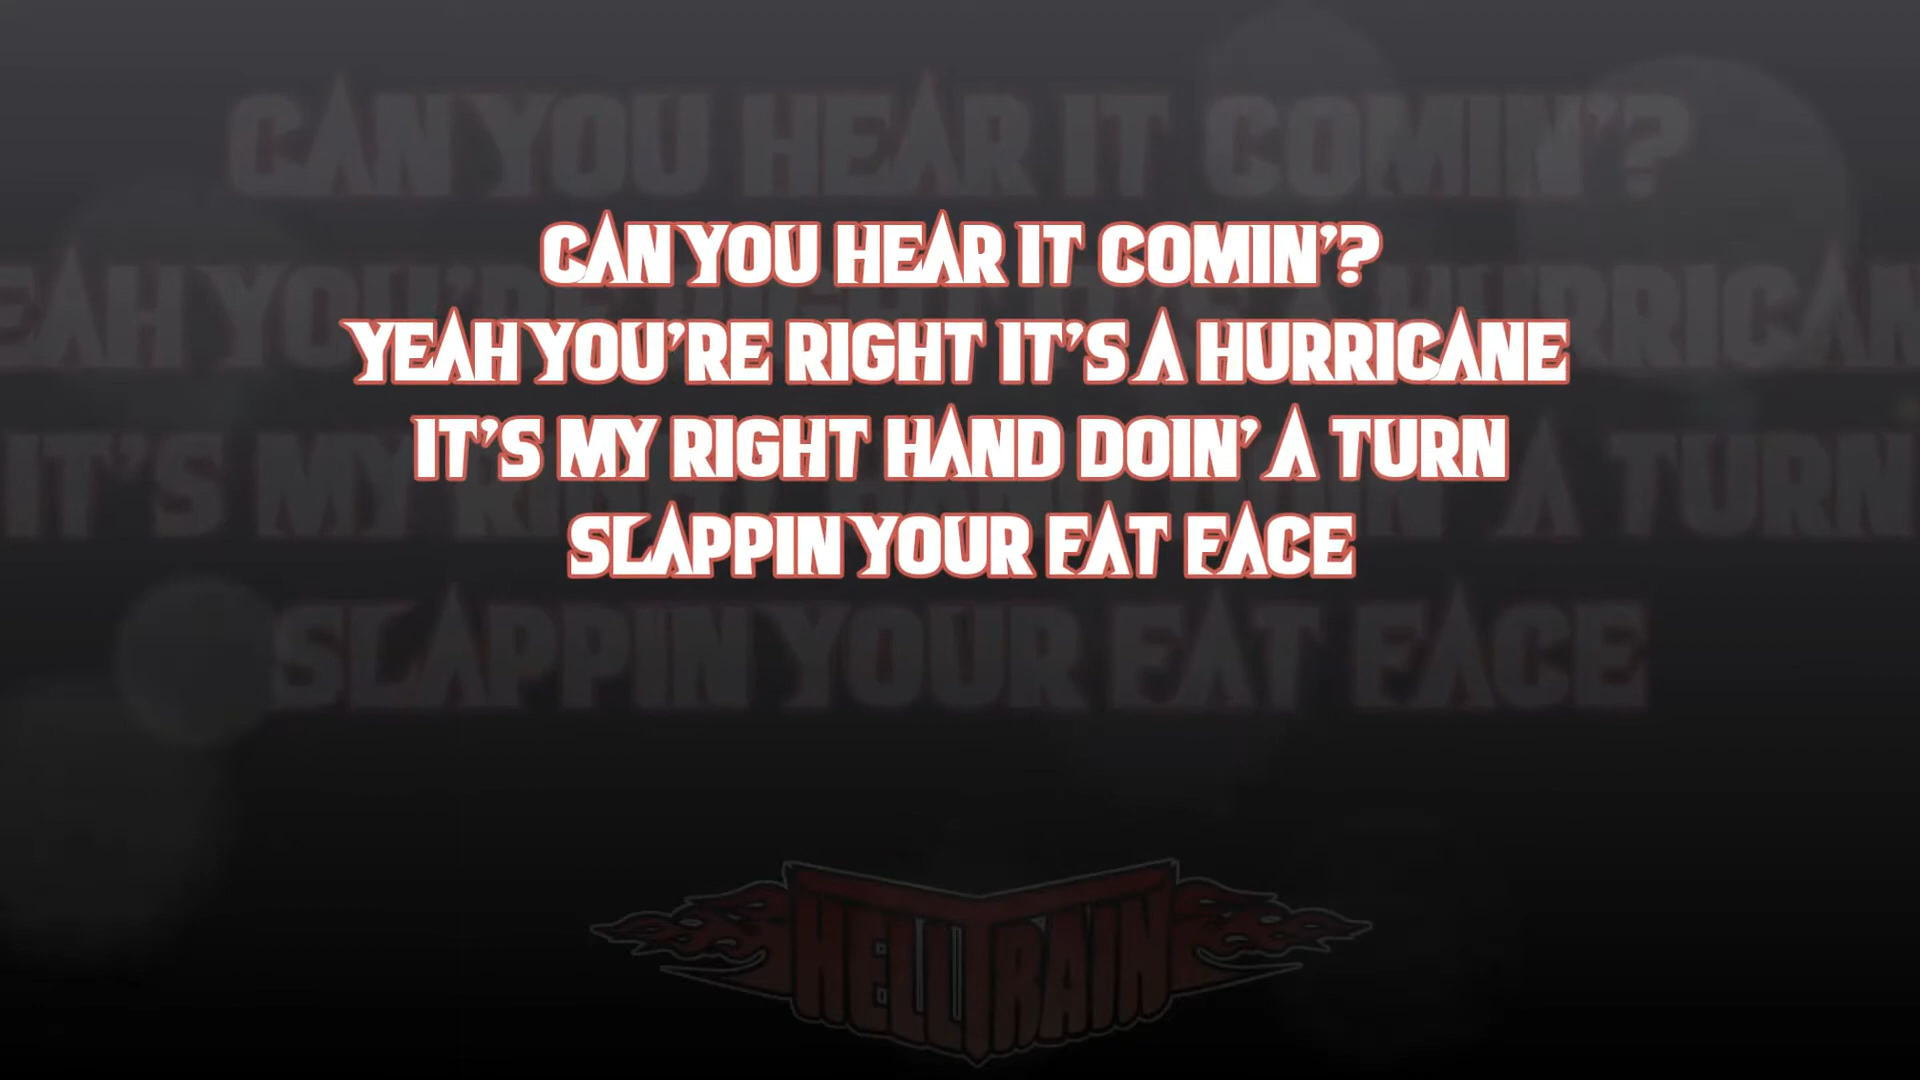 CAN YOU HEAR IT COMIN'?
YEAH YOU'RE RIGHT IT'S A HURRICANE
IT'S MY RIGHT HAND DOIN' A TURN
SLAPPIN YOUR FAT FACE
HELLTRAIN